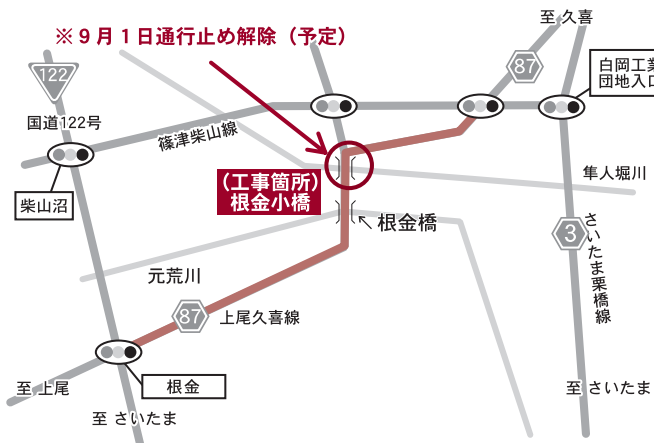 至 久喜
※９月１日通行止め解除（予定）
87
122
白岡工業
団地入口
国道122号
篠津柴山線
（工事箇所）
根金小橋
隼人堀川
柴山沼
根金橋
3
さいたま栗橋線
元荒川
87
上尾久喜線
至 上尾
根金
至 さいたま
至 さいたま